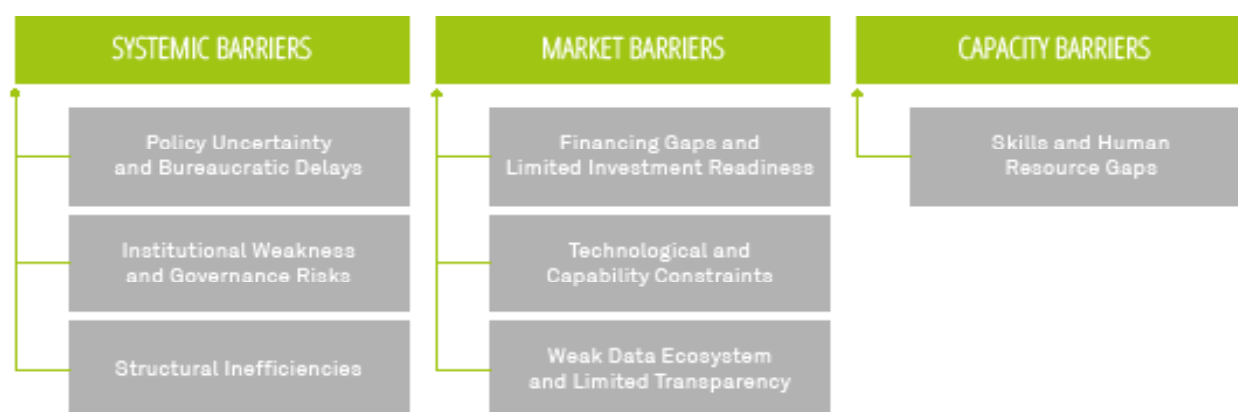 SYSTEMIC BARRIERS
Policy Uncertainty
and Bureaucratic Delays
Institutional Weakness
and Governance Risks
Structural Inefficiencies
MARKET BARRIERS
Financing Gaps and
Limited Investment Readiness
Technological and
Capability Constraints
Weak Data Ecosystem
and Limited Transparency
CAPACITY BARRIERS
Skills and Human
Resource Gaps